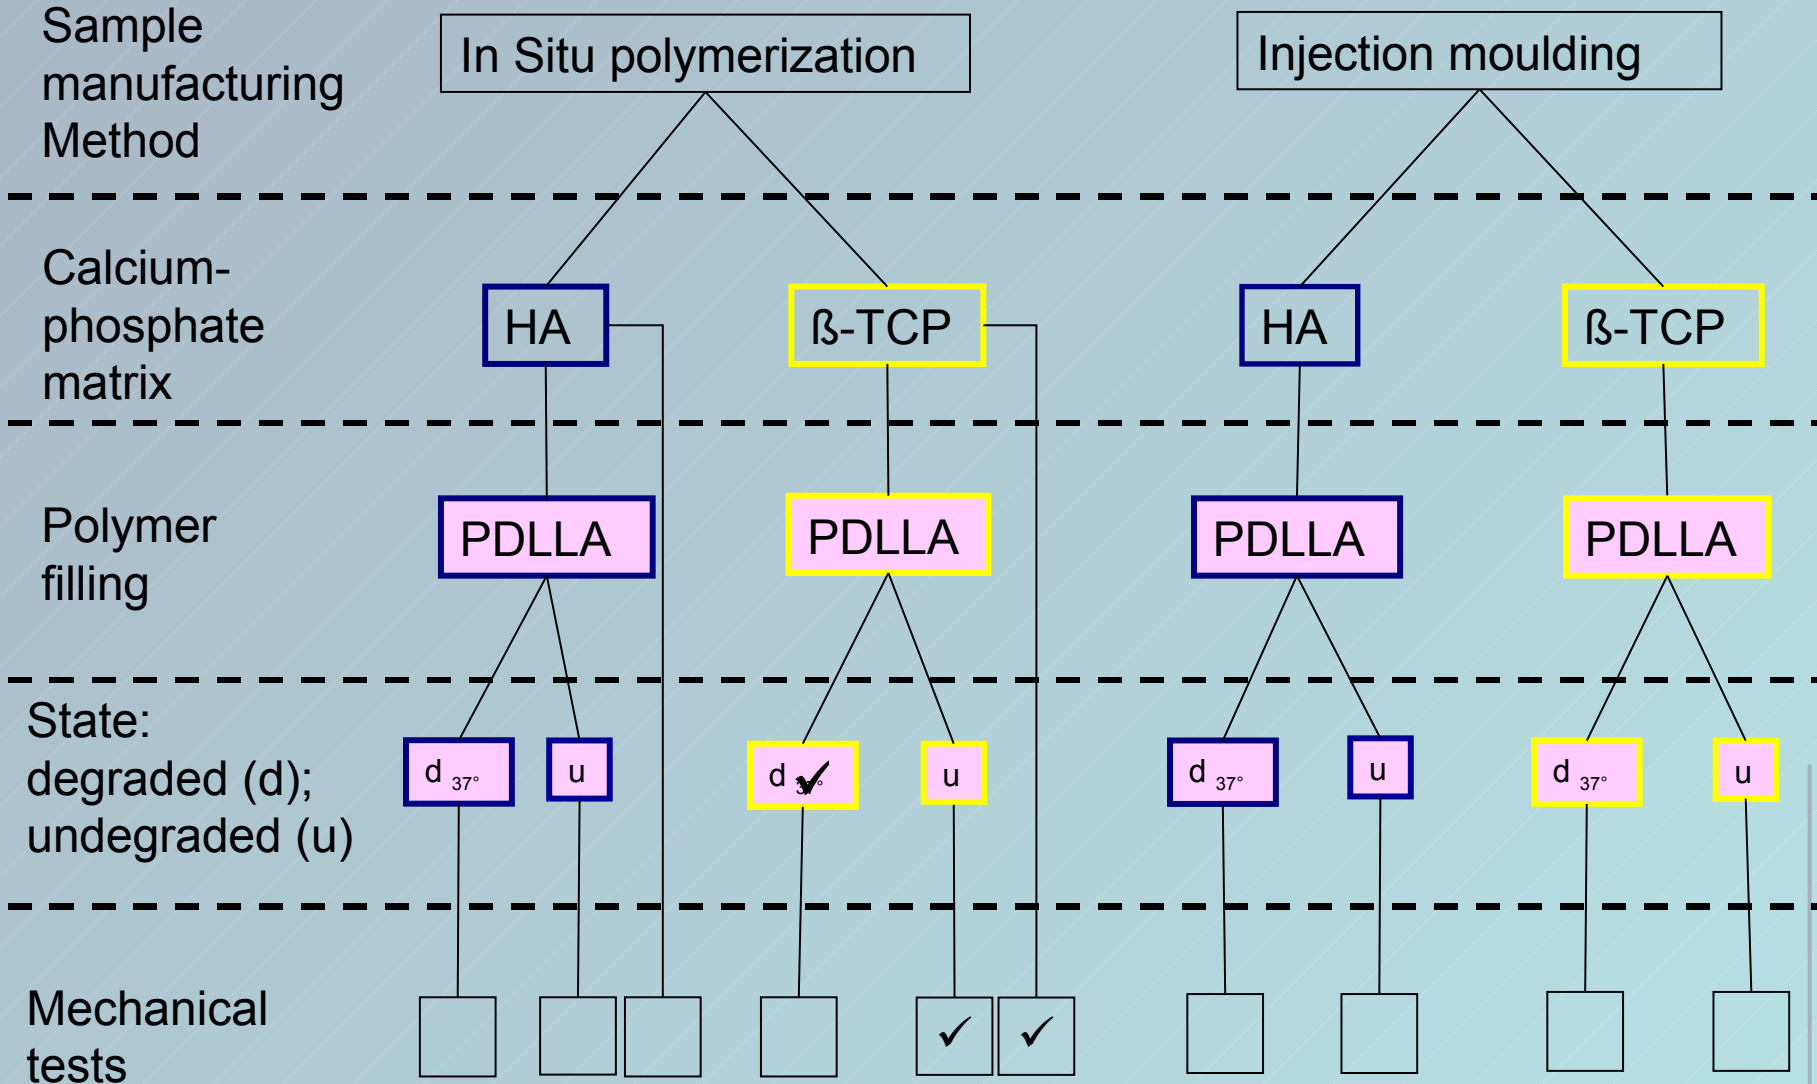 Sample
manufacturing
Method
In Situ polymerization
Injection moulding
Calcium-
phosphate
matrix
HA
ß-TCP
HA
ß-TCP
Polymer
filling
PDLLA
PDLLA
PDLLA
PDLLA
State:
degraded (d);
undegraded (u)
d 37°
u
d ✓
u
d 37°
u
d 37°
u
Mechanical
tests
✓
✓